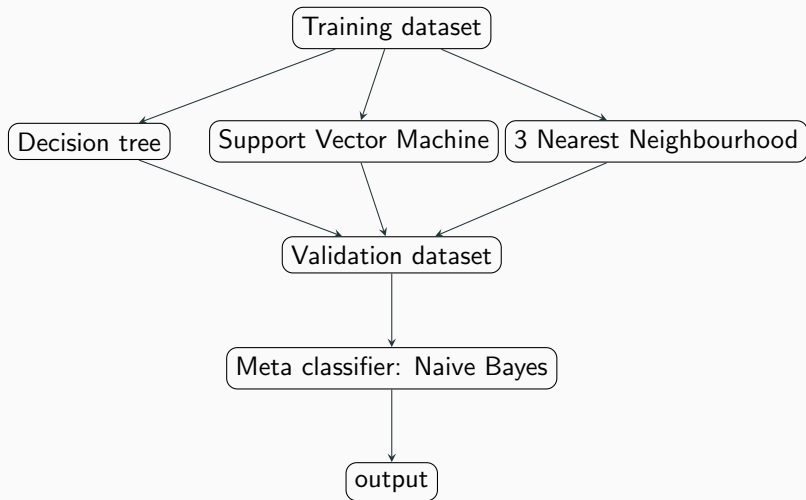 Training dataset
Decision tree
Support Vector Machine
3 Nearest Neighbourhood
Validation dataset
Meta classifier: Naive Bayes
output